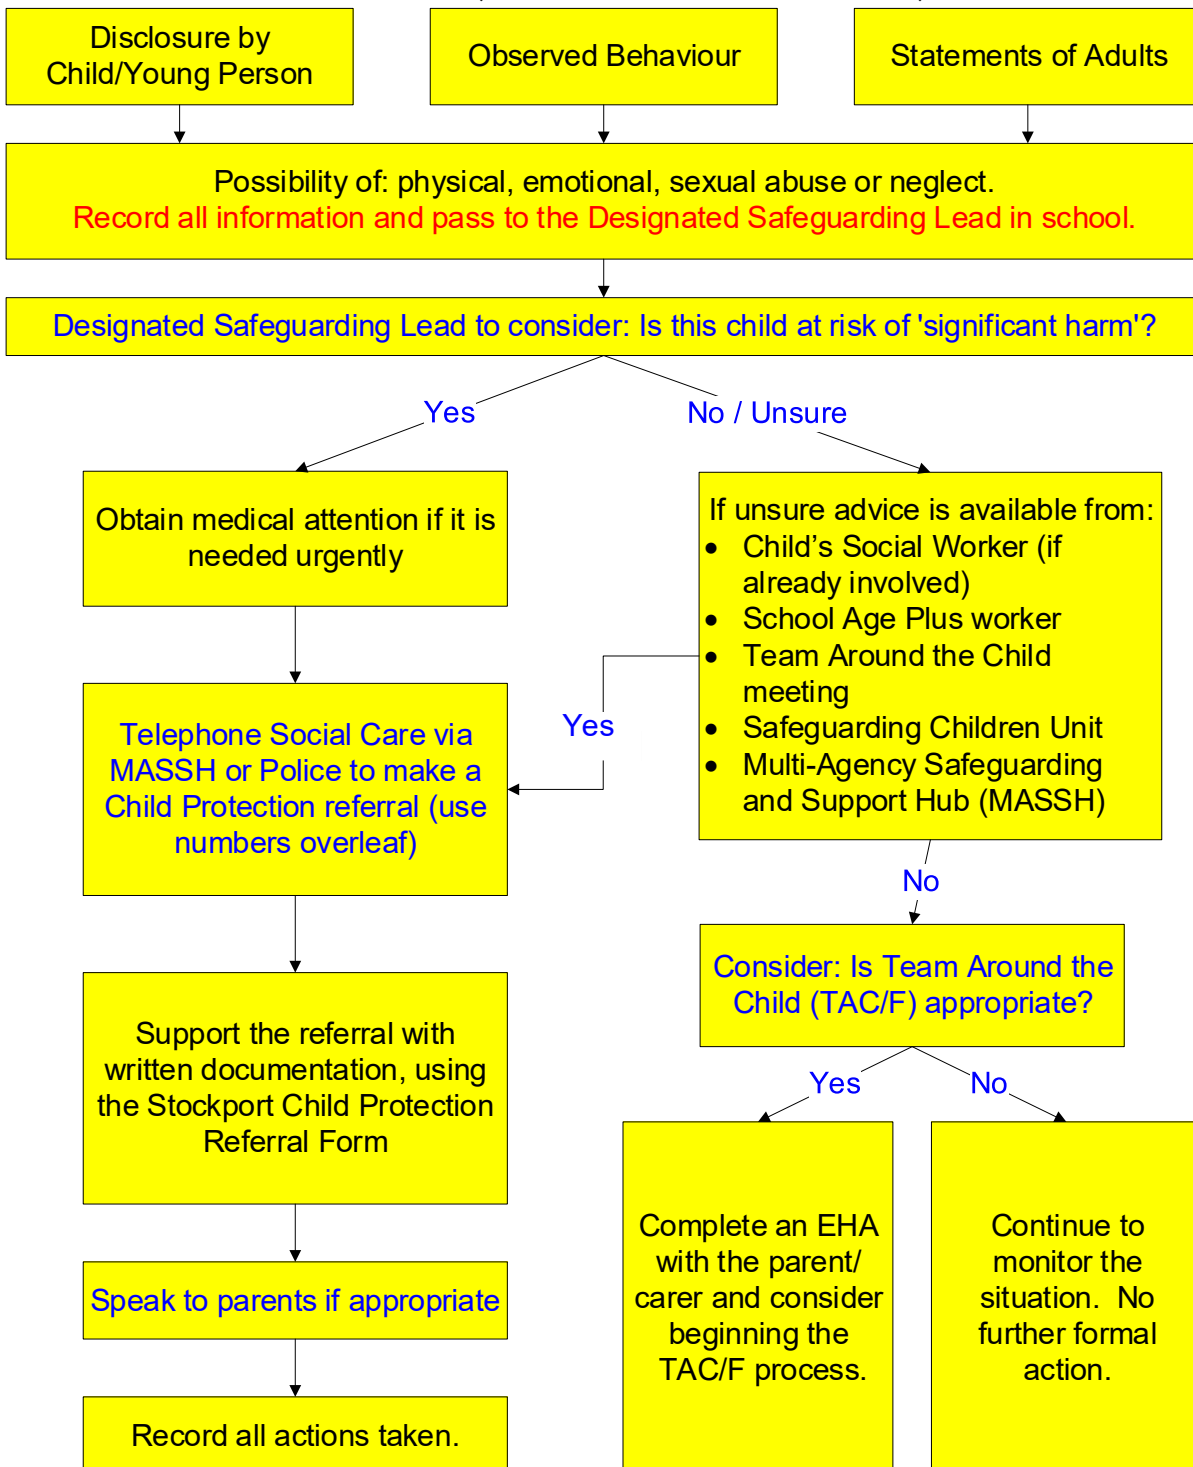 Disclosure by
Child/Young Person
Observed Behaviour
Statements of Adults
Possibility of: physical, emotional, sexual abuse or neglect.
Record all information and pass to the Designated Safeguarding Lead in school.
Designated Safeguarding Lead to consider: Is this child at risk of 'significant harm'?
Yes
No / Unsure
Obtain medical attention if it is
needed urgently
If unsure advice is available from:
• Child’s Social Worker (if
already involved)
• School Age Plus worker
• Team Around the Child
meeting
• Safeguarding Children Unit
• Multi-Agency Safeguarding
and Support Hub (MASSH)
Yes
Telephone Social Care via
MASSH or Police to make a
Child Protection referral (use
numbers overleaf)
No
Consider: Is Team Around the
Child (TAC/F) appropriate?
Support the referral with
written documentation, using
the Stockport Child Protection
Referral Form
Yes
No
Complete an EHA
with the parent/
carer and consider
beginning the
TAC/F process.
Continue to
monitor the
situation.  No
further formal
action.
Speak to parents if appropriate
Record all actions taken.